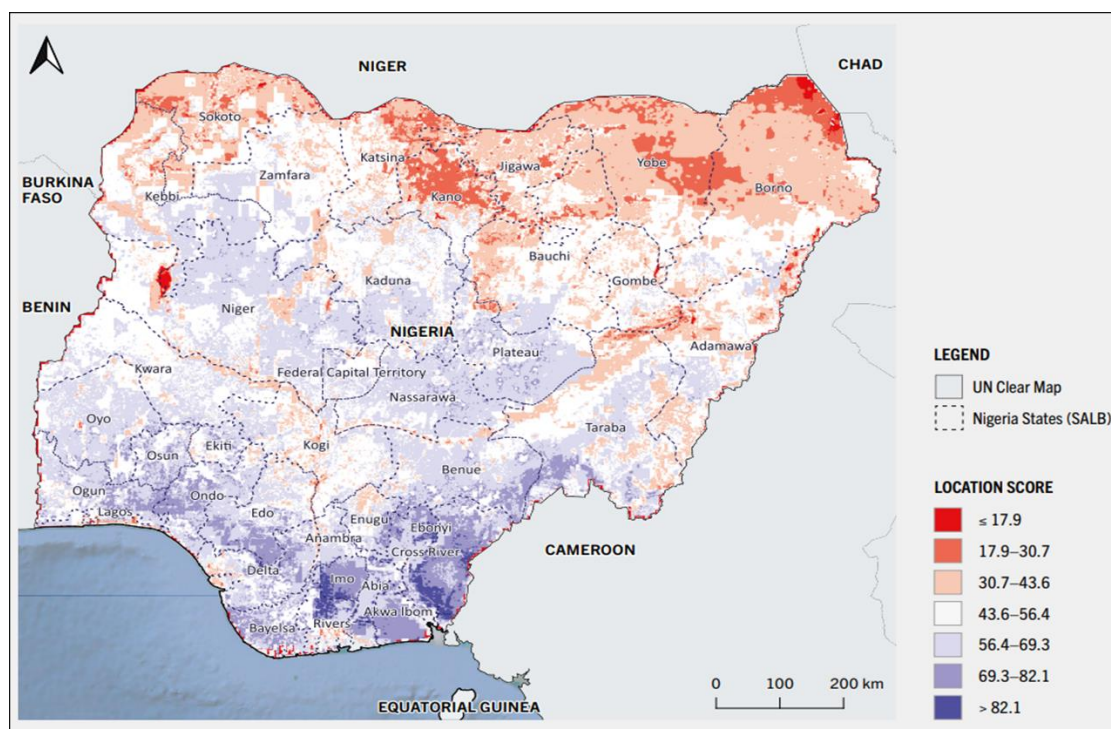 NIGER
CHAD
Sokoto
Katsina
Jigawa
Yobe
Zamfara
BURKINA
FASO
Kebbi
Kano
Borno
Bauchi
Kaduna
Gombe
BENIN
Niger
NIGERIA
Adamawa
Plateau
Kwara
Federal Capital Territory
Nassarawa
Oyo
Taraba
Ekiti
Kogi
Osun
Benue
Ogun
Ondo
Lagos
Edo
Enugu
Ebonyi
Anambra
Cross River
CAMEROON
Delta
Imo
Abia
Akwa Ibom
Bayelsa
Rivers
EQUATORIAL GUINEA
0 100 200 km
LEGEND
UN Clear Map
Nigeria States (SALB)
LOCATION SCORE
≤ 17.9
17.9–30.7
30.7–43.6
43.6–56.4
56.4–69.3
69.3–82.1
> 82.1